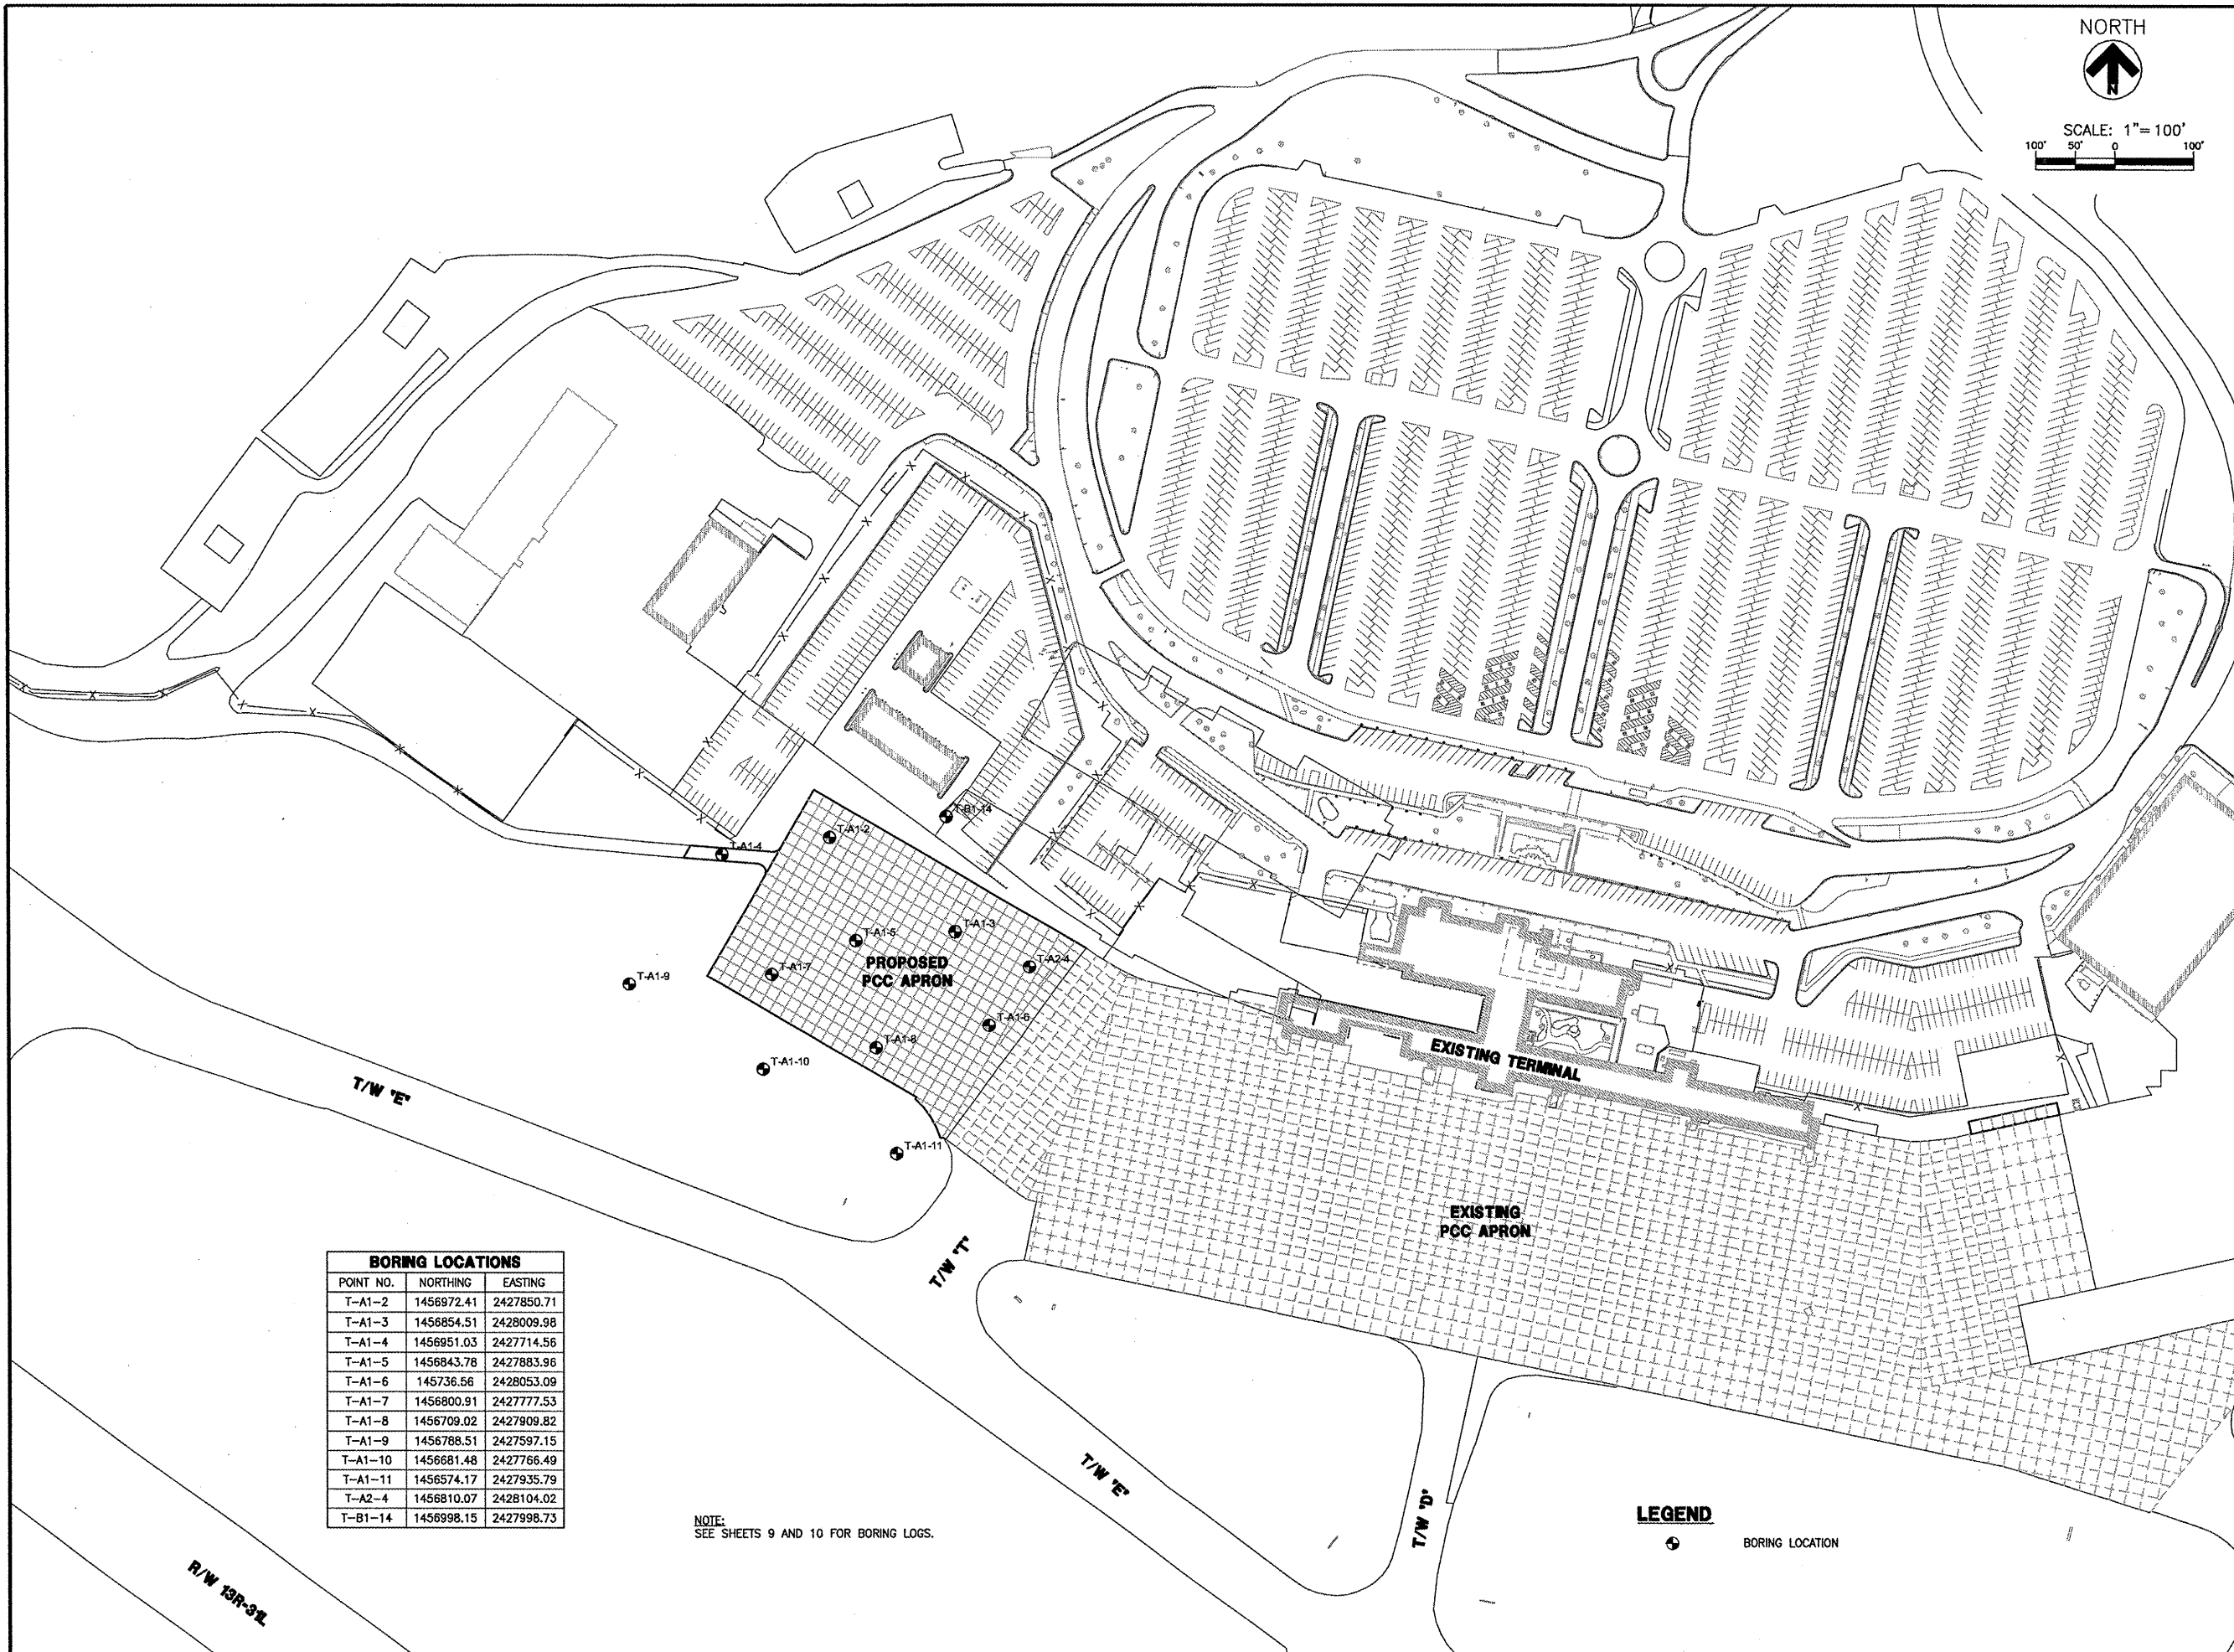 NORTH
N
SCALE: 1"= 100'
100' 50' 0 100'
T-B1-14
T-A1-2
T-A1-4
T-A1-3
T-A1-5
PROPOSED
PCC APRON
T-A2-4
T-A1-7
T-A1-9
T-A1-6
T-A1-8
T-A1-10
T-A1-11
EXISTING TERMINAL
T/W "E"
EXISTING
PCC APRON
T/W "T"
BORING LOCATIONS
POINT NO. NORTHING EASTING
T-A1-2 1456972.41 2427850.71
T-A1-3 1456854.51 2428009.98
T-A1-4 1456951.03 2427714.56
T-A1-5 1456843.78 2427883.96
T-A1-6 145736.56 2428053.09
T-A1-7 1456800.91 2427777.53
T-A1-8 1456709.02 2427909.82
T-A1-9 1456788.51 2427597.15
T-A1-10 1456681.48 2427766.49
T-A1-11 1456574.17 2427935.79
T-A2-4 1456810.07 2428104.02
T-B1-14 1456998.15 2427998.73
T/W "E"
T/W "D"
NOTE:
SEE SHEETS 9 AND 10 FOR BORING LOGS.
LEGEND
BORING LOCATION
R/W 13R-31L